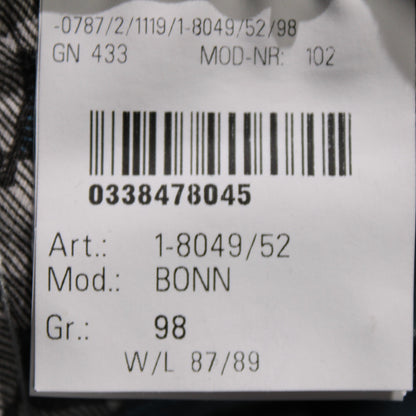 -0787/2/1119/1-8049/52/98
GN 433 MOD-NR: 102
0338478045
Art.: 1-8049/52
Mod.: BONN
Gr.: 98
W/L 87/89